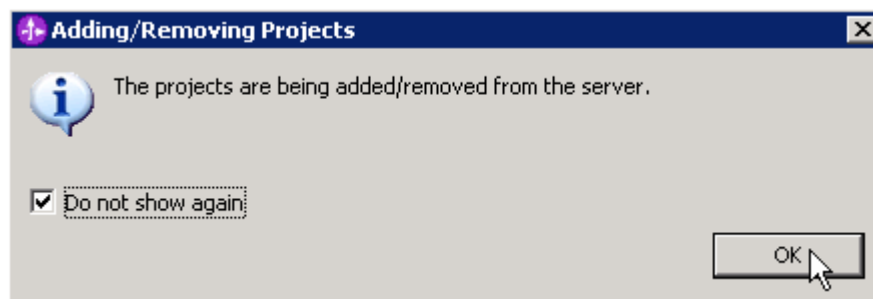 Adding/Removing Projects
The projects are being added/removed from the server.
Do not show again
OK